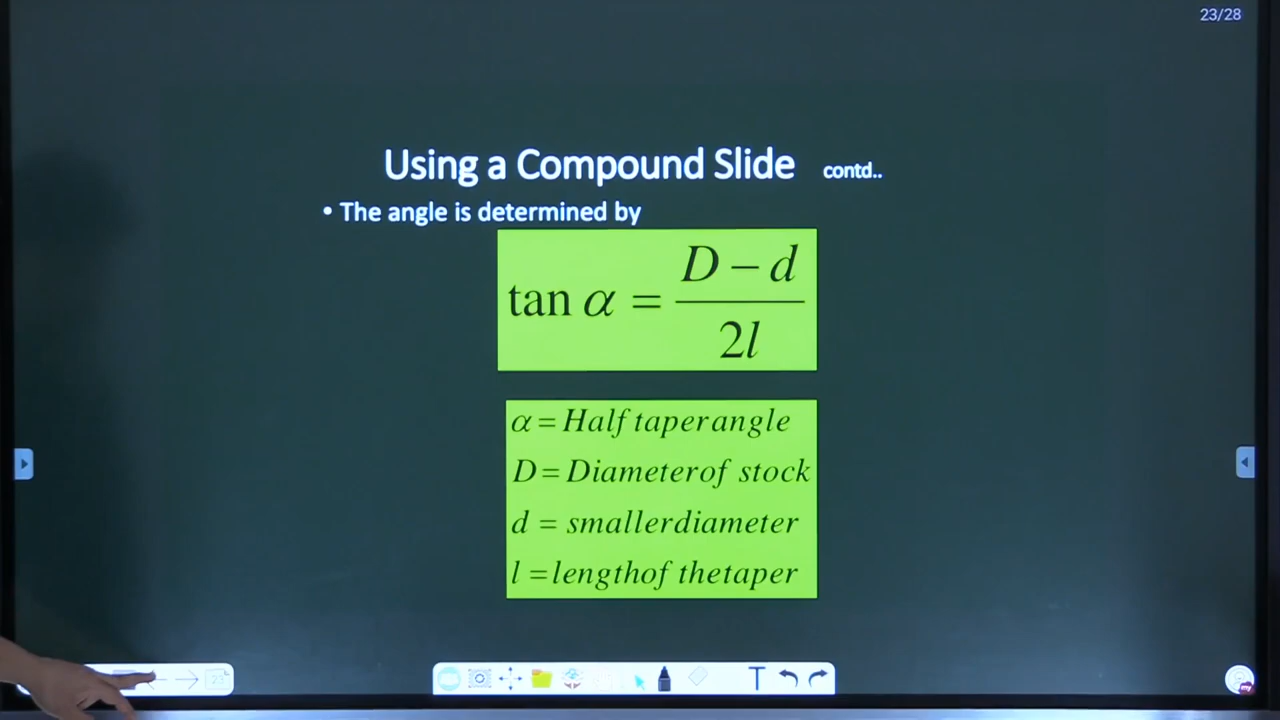 23/28
Using a Compound Slide contd..
• The angle is determined by
tan α = \frac{D - d}{2l}
α = Half taperangle
D = Diameterof stock
d = smallerdiameter
l =lengthof thetaper
T